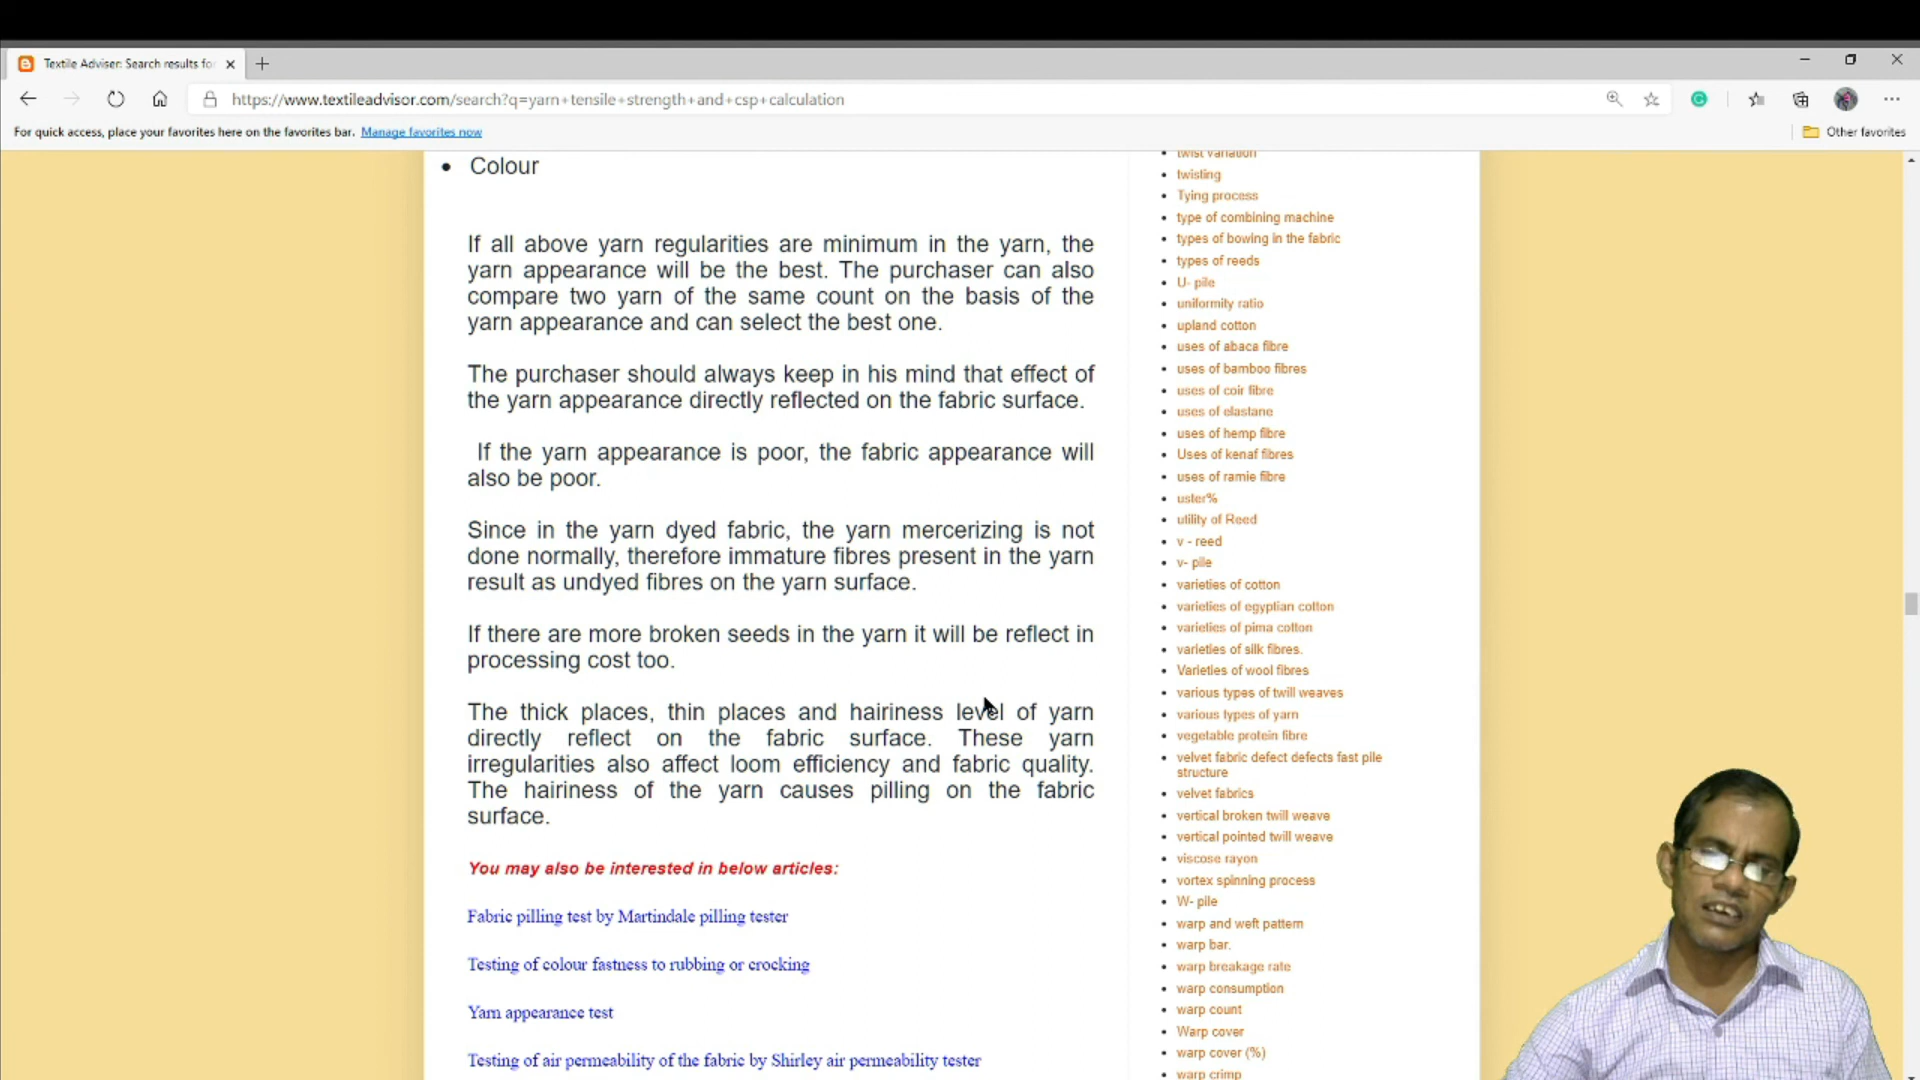 Textile Adviser: Search results for
https://www.textileadvisor.com/search?q=yarn+tensile+strength+and+csp+calculation
For quick access, place your favorites here on the favorites bar. Manage favorites now
Other favorites
Colour
If all above yarn regularities are minimum in the yarn, the
yarn appearance will be the best. The purchaser can also
compare two yarn of the same count on the basis of the
yarn appearance and can select the best one.
The purchaser should always keep in his mind that effect of
the yarn appearance directly reflected on the fabric surface.
If the yarn appearance is poor, the fabric appearance will
also be poor.
Since in the yarn dyed fabric, the yarn mercerizing is not
done normally, therefore immature fibres present in the yarn
result as undyed fibres on the yarn surface.
If there are more broken seeds in the yarn it will be reflect in
processing cost too.
The thick places, thin places and hairiness level of yarn
directly reflect on the fabric surface. These yarn
irregularities also affect loom efficiency and fabric quality.
The hairiness of the yarn causes pilling on the fabric
surface.
You may also be interested in below articles:
Fabric pilling test by Martindale pilling tester
Testing of colour fastness to rubbing or crocking
Yarn appearance test
Testing of air permeability of the fabric by Shirley air permeability tester
twist variation
twisting
Tying process
type of combining machine
types of bowing in the fabric
types of reeds
U- pile
uniformity ratio
upland cotton
uses of abaca fibre
uses of bamboo fibres
uses of coir fibre
uses of elastane
uses of hemp fibre
Uses of kenaf fibres
uses of ramie fibre
uster%
utility of Reed
v - reed
v- pile
varieties of cotton
varieties of egyptian cotton
varieties of pima cotton
varieties of silk fibres.
Varieties of wool fibres
various types of twill weaves
various types of yarn
vegetable protein fibre
velvet fabric defect defects fast pile
structure
velvet fabrics
vertical broken twill weave
vertical pointed twill weave
viscose rayon
vortex spinning process
W- pile
warp and weft pattern
warp bar.
warp breakage rate
warp consumption
warp count
Warp cover
warp cover (%)
warp crimp